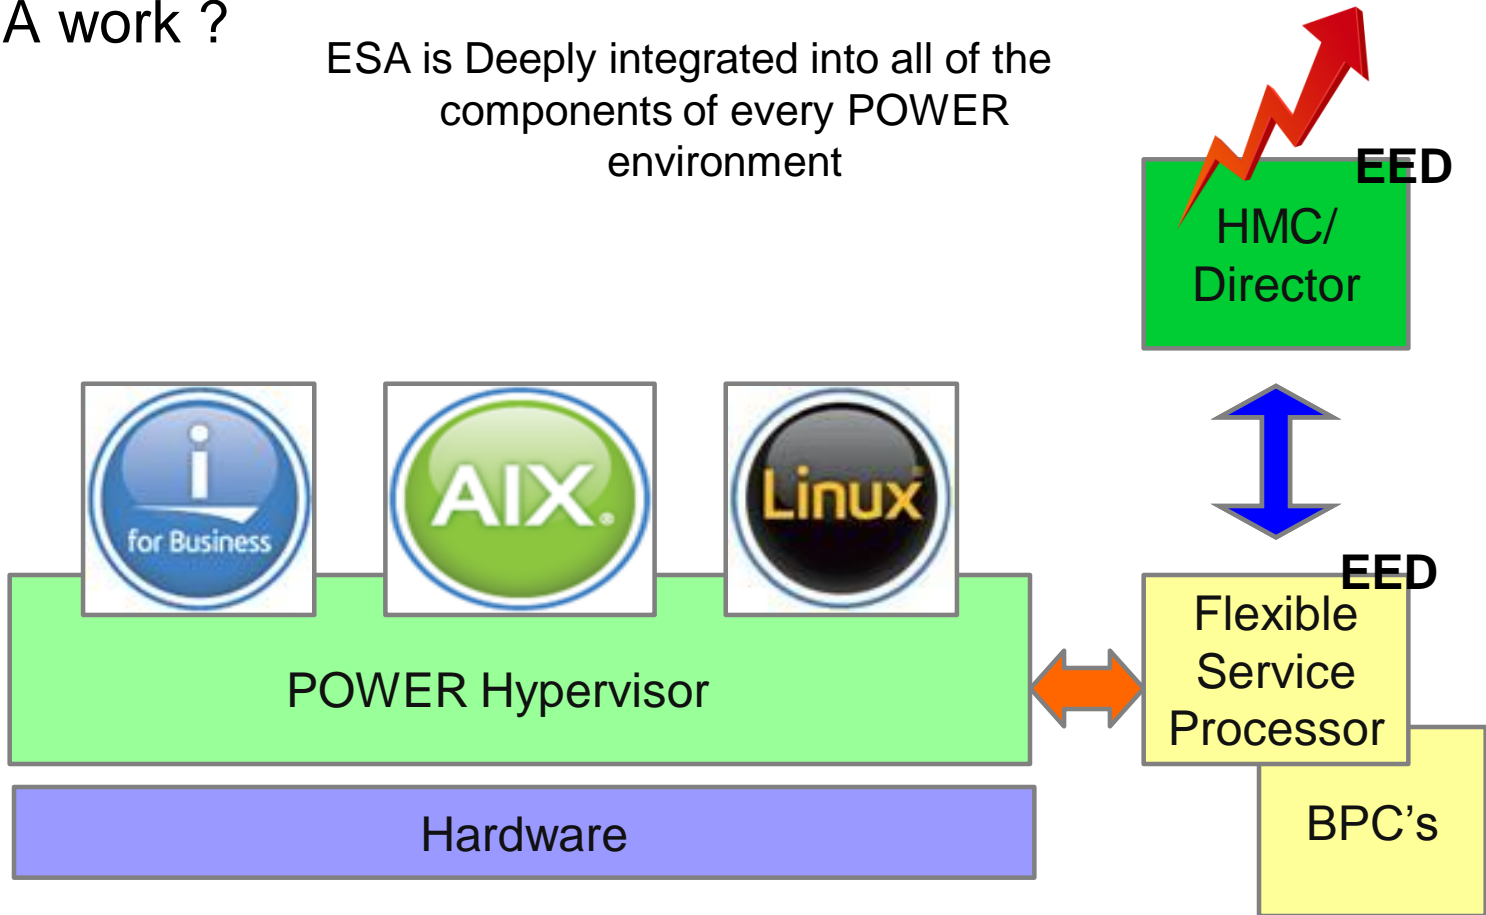 A work ?
ESA is Deeply integrated into all of the
components of every POWER
environment
EED
HMC/
Director
i
for Business
AIX.
Linux
EED
Flexible
Service
Processor
POWER Hypervisor
BPC's
Hardware